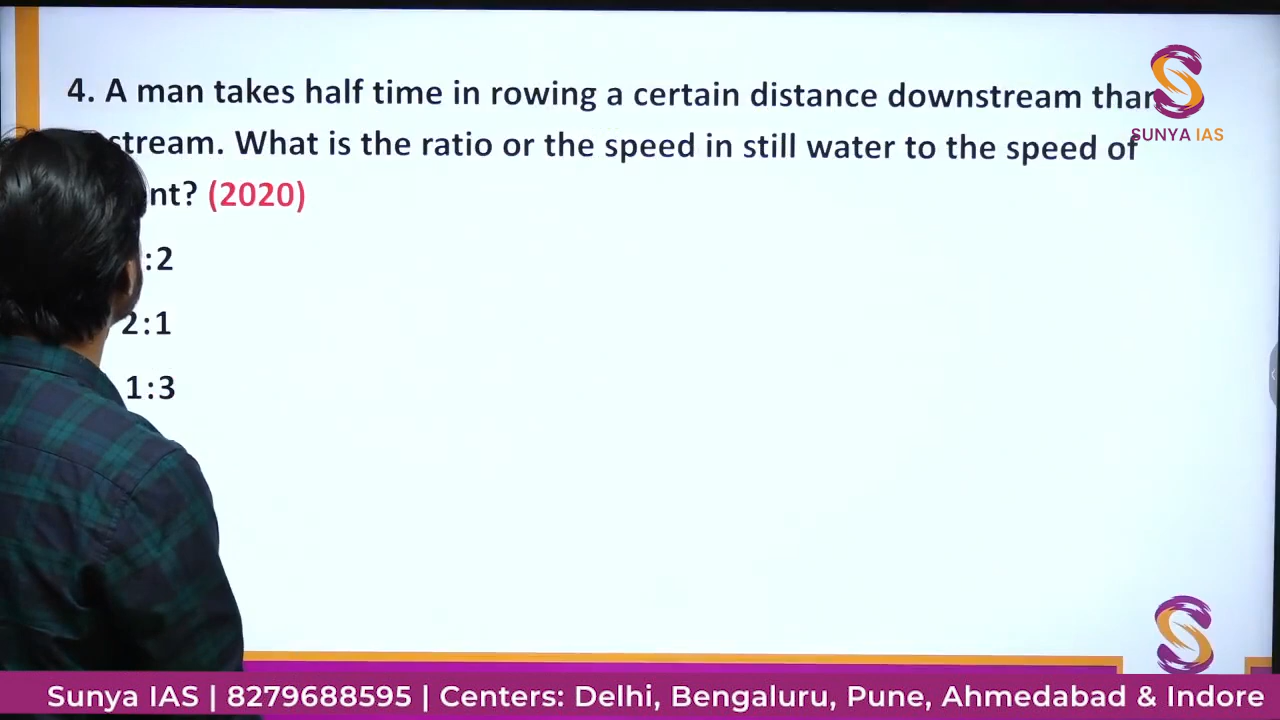 4. A man takes half time in rowing a certain distance downstream than
stream. What is the ratio or the speed in still water to the speed of
nt? (2020)
:2
2:1
1:3
SUNYA IAS
Sunya IAS | 8279688595 | Centers: Delhi, Bengaluru, Pune, Ahmedabad & Indore